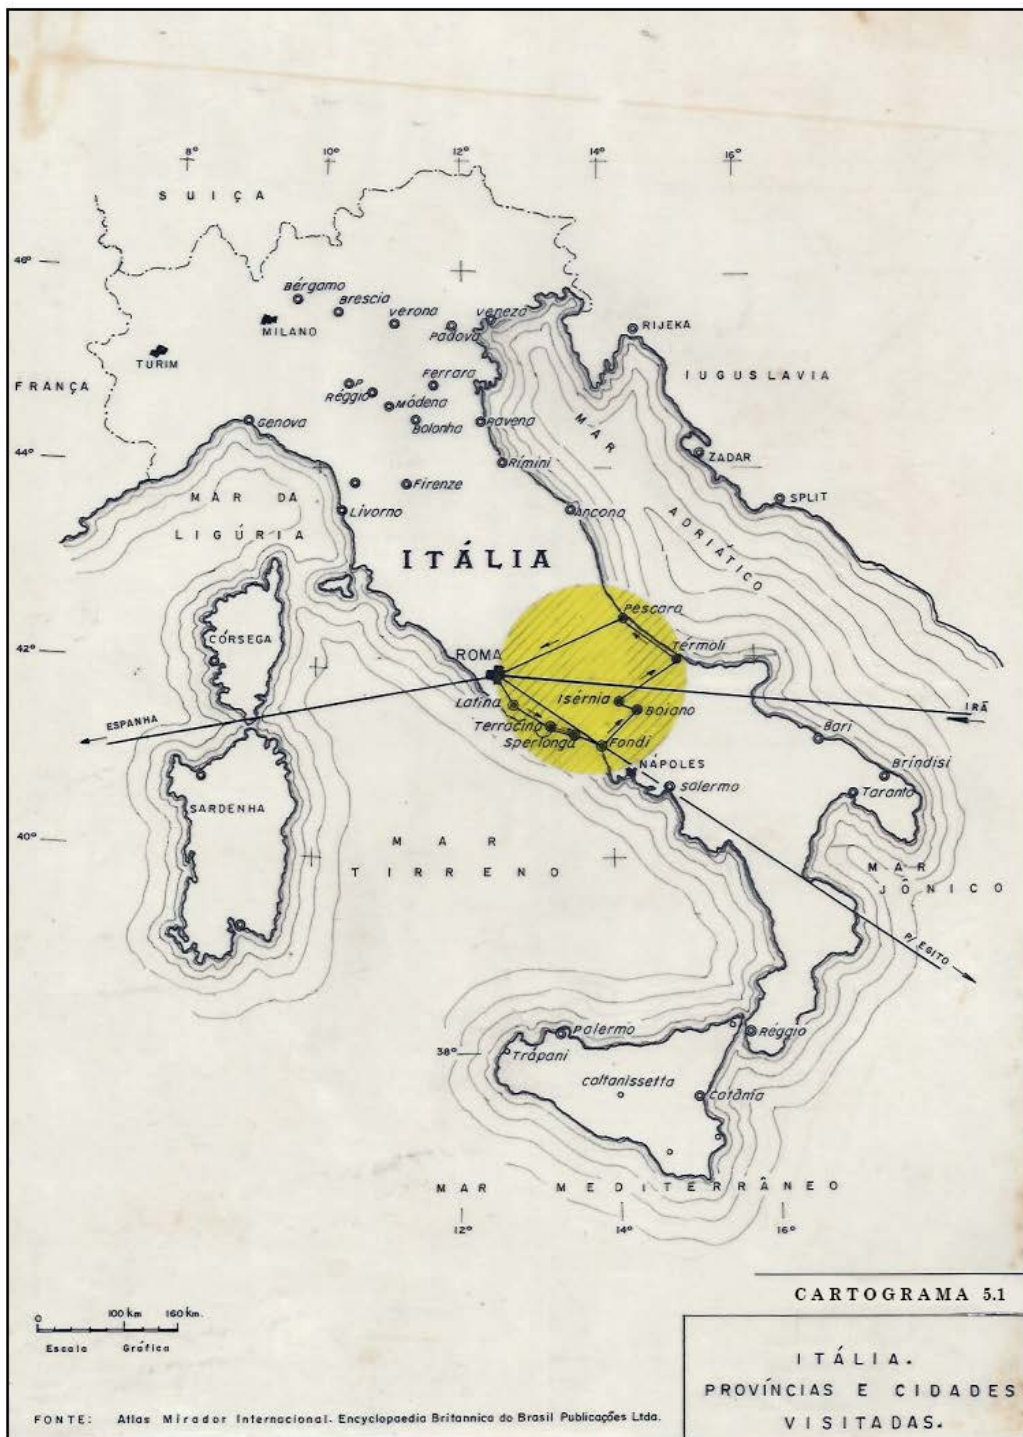 8° 10° 12° 14° 16°
SUIÇA
46°
Bérgamo
Brescia
Verona
Veneza
MILANO
Padova
RIJEKA
TURIM
FRANÇA
Ferrara
IUGUSLAVIA
P
Réggio
Módena
Bolonha
Ravena
Genova
MAR
ADRIÁTICO
ZADAR
44°
Rímini
MAR DA
LIGÚRIA
Firenze
SPLIT
Livorno
Ancona
ITÁLIA
Péscara
CÓRSEGA
42°
ROMA
Térmoli
Latina
Isérnia
Boiano
IRÃ
ESPANHA
Terracina
Sperlonga
Fondi
Bari
NÁPOLES
Salermo
Bríndisi
Taranto
SARDENHA
40°
MAR
TIRRENO
MAR
JÔNICO
P/ EGITO
Palermo
Réggio
38°
Trápani
Caltanissetta
Catânia
MAR MEDITERRÂNEO
12° 14° 16°
CARTOGRAMA 5.1
0 100 km 160 km.
Escala Gráfica
ITÁLIA.
PROVÍNCIAS E CIDADES
VISITADAS.
FONTE: Atlas Mirador Internacional. Encyclopaedia Britannica do Brasil Publicações Ltda.